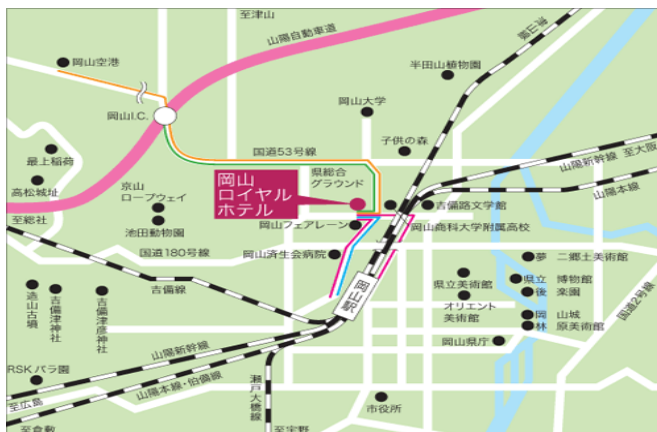 至津山
山陽自動車道
津山線
岡山空港
半田山植物園
岡山I.C.
岡山大学
国道53号線
子供の森
山陽新幹線 至大阪
最上稲荷
県総合
グラウンド
岡山
ロイヤル
ホテル
山陽本線
高松城址
京山
ロープウェイ
吉備路文学館
至総社
池田動物園
岡山フェアレーン
岡山商科大学附属高校
国道180号線
岡山済生会病院
夢 二郷土美術館
吉備線
県立美術館
県立 博物館
後 楽園
オリエント
美術館
国道2号線
造山古墳
吉備津神社
吉備津彦神社
岡山駅
岡 山城
林 原美術館
岡山県庁
山陽新幹線
RSKバラ園
山陽本線・伯備線
瀬戸大橋線
至広島
市役所
至倉敷
至宇野